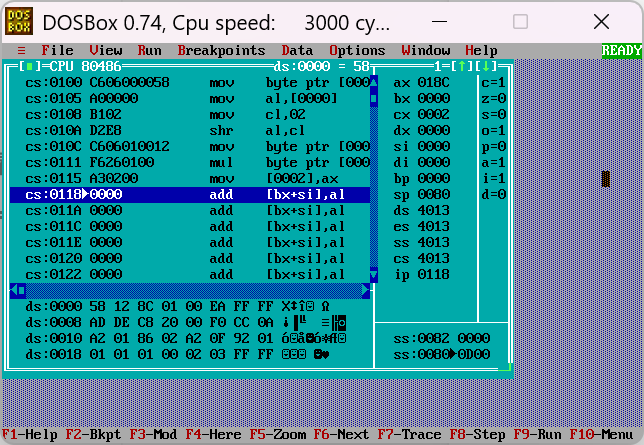 DOSBox 0.74, Cpu speed: 3000 cy...
≡ File View Run Breakpoints Data Options Window Help READY
[■]=CPU 80486 ds:0000 = 58 1=[↑][↓]
cs:0100 C606000058 mov byte ptr [000 ax 018C c=1
cs:0105 A00000 mov al,[0000] bx 0000 z=0
cs:0108 B102 mov cl,02 cx 0002 s=0
cs:010A D2E8 shr al,cl dx 0000 o=1
cs:010C C606010012 mov byte ptr [000 si 0000 p=0
cs:0111 F6260100 mul byte ptr [000 di 0000 a=1
cs:0115 A30200 mov [0002],ax bp 0000 i=1
cs:0118►0000 add [bx+si],al sp 0080 d=0
cs:011A 0000 add [bx+si],al ds 4013
cs:011C 0000 add [bx+si],al es 4013
cs:011E 0000 add [bx+si],al ss 4013
cs:0120 0000 add [bx+si],al cs 4013
cs:0122 0000 add [bx+si],al ip 0118
ds:0000 58 12 8C 01 00 EA FF FF X↕î☺ Ω
ds:0008 AD DE C8 20 00 F0 CC 0A
ds:0010 A2 01 86 02 A2 0F 92 01 ó☺å☻ó☼Æ☺ ss:0082 0000
ds:0018 01 01 01 00 02 03 FF FF ☺☺☺ ☻♥ ss:0080►0D00
F1-Help F2-Bkpt F3-Mod F4-Here F5-Zoom F6-Next F7-Trace F8-Step F9-Run F10-Menu